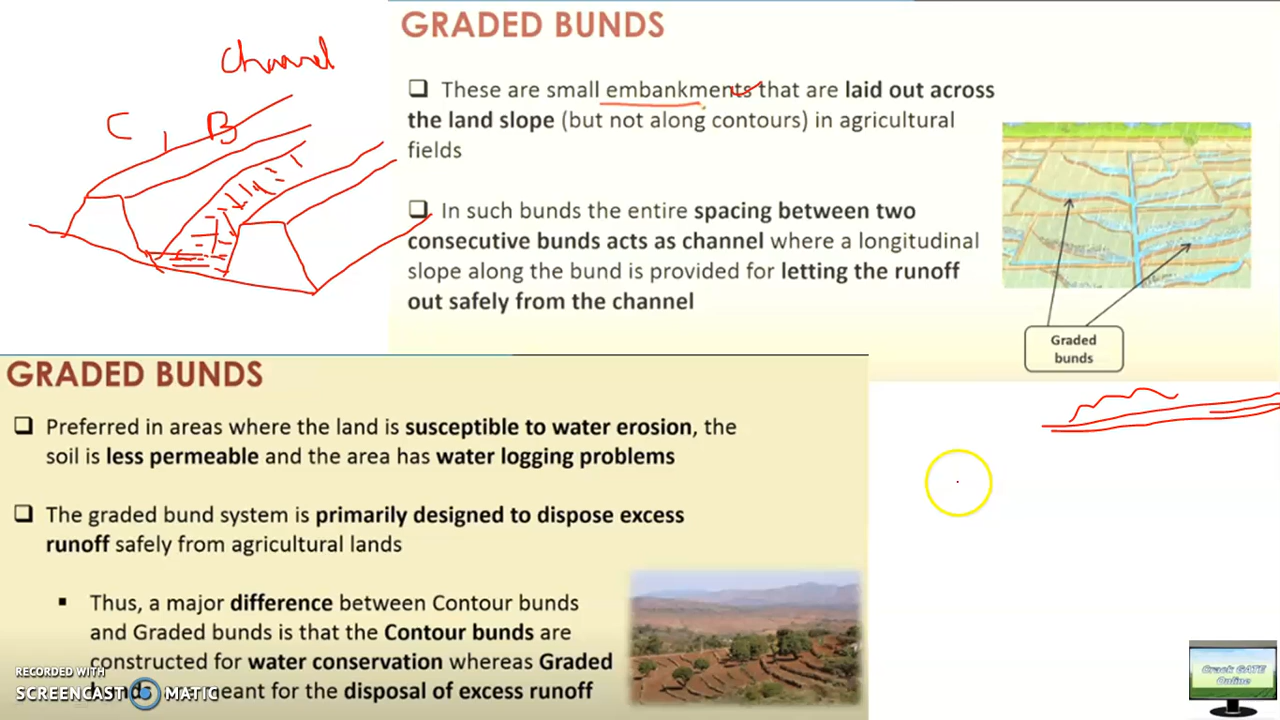 Channel
C B
GRADED BUNDS
These are small embankments that are laid out across
the land slope (but not along contours) in agricultural
fields
In such bunds the entire spacing between two
consecutive bunds acts as channel where a longitudinal
slope along the bund is provided for letting the runoff
out safely from the channel
Graded
bunds
GRADED BUNDS
Preferred in areas where the land is susceptible to water erosion, the
soil is less permeable and the area has water logging problems
The graded bund system is primarily designed to dispose excess
runoff safely from agricultural lands
Thus, a major difference between Contour bunds
and Graded bunds is that the Contour bunds are
constructed for water conservation whereas Graded
meant for the disposal of excess runoff
RECORDED WITH
SCREENCAST MATIC
Crack GATE
Online